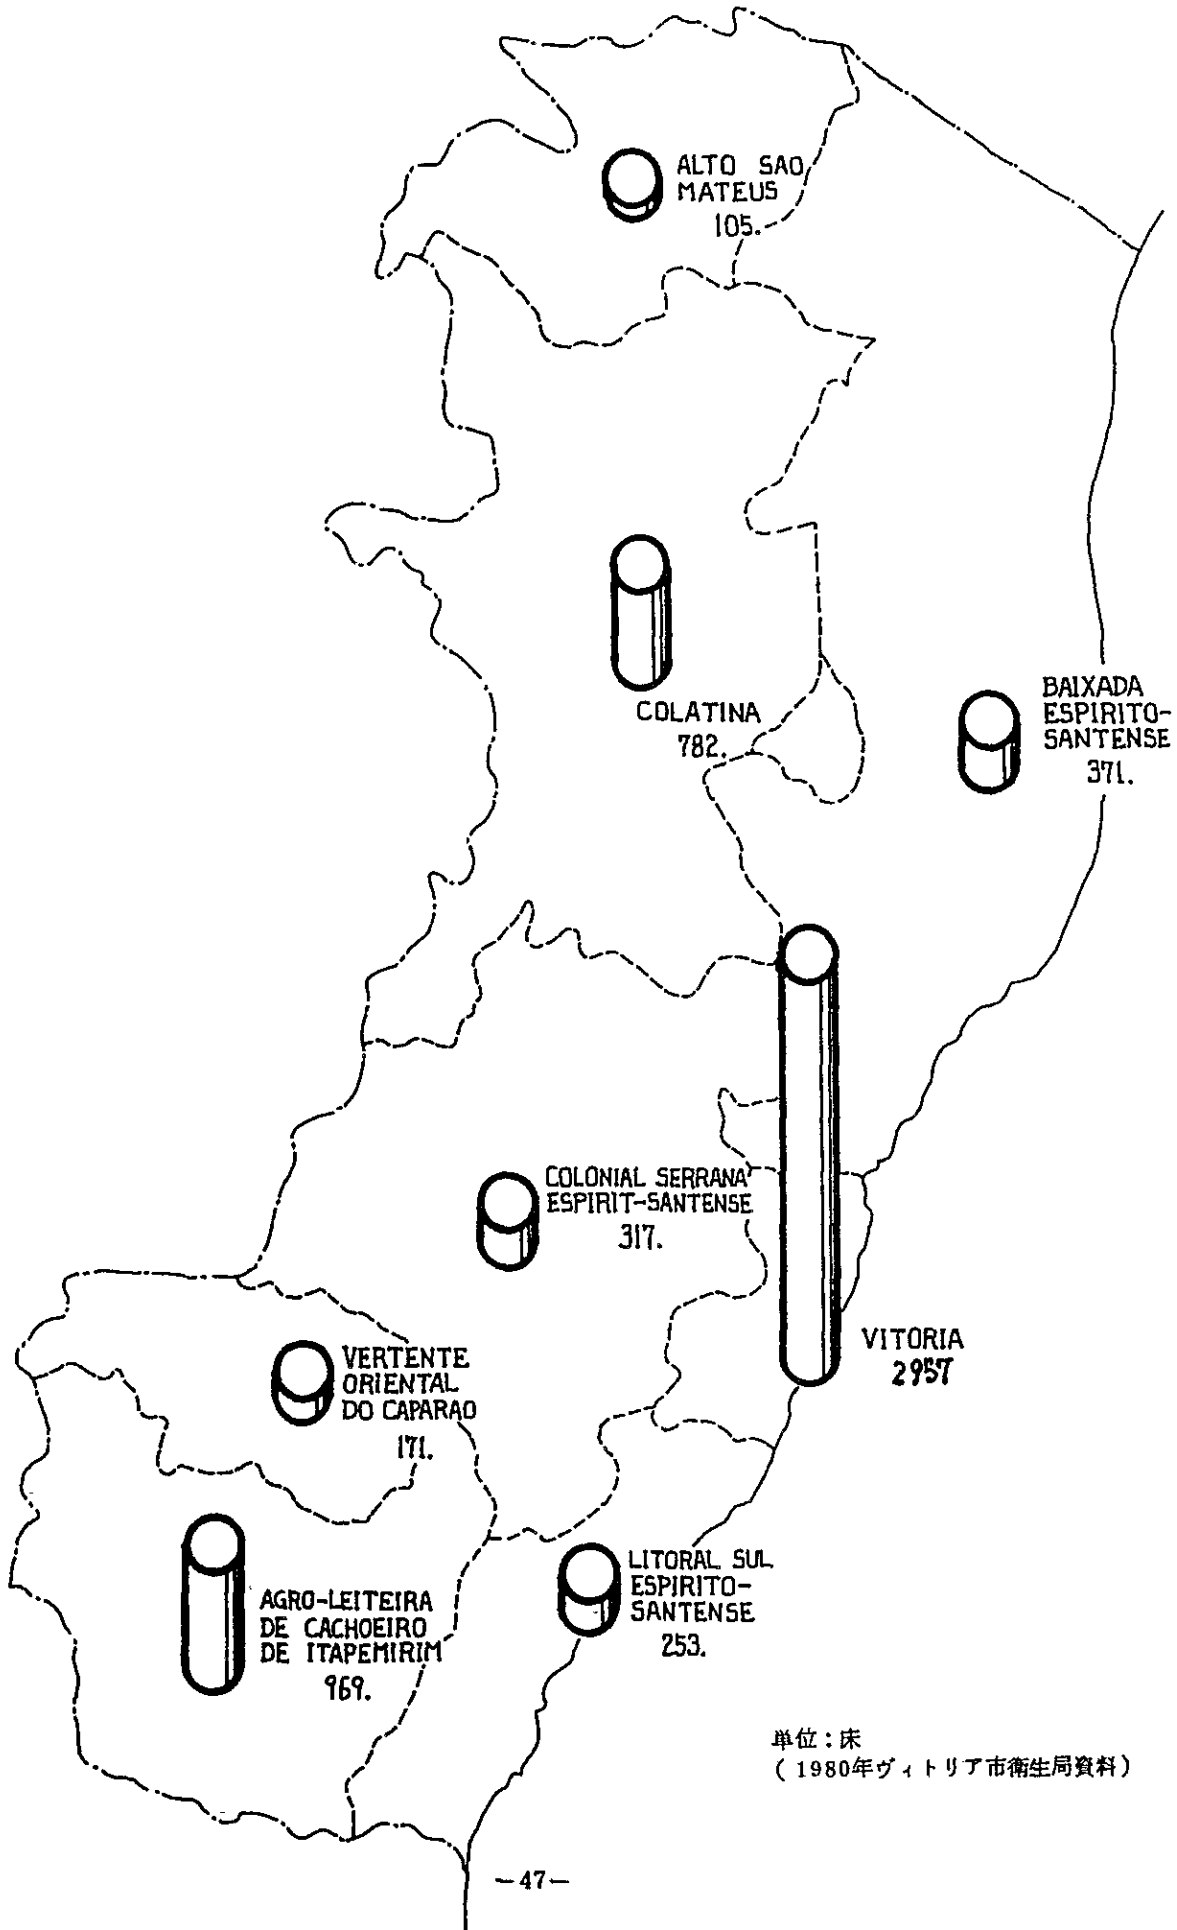 ALTO SAO
MATEUS
105.
COLATINA
782.
BAIXADA
ESPIRITO-
SANTENSE
371.
COLONIAL SERRANA
ESPIRIT-SANTENSE
317.
VITORIA
2957
VERTENTE
ORIENTAL
DO CAPARAO
171.
AGRO-LEITEIRA
DE CACHOEIRO
DE ITAPEMIRIM
969.
LITORAL SUL
ESPIRITO-
SANTENSE
253.
単位：床
（1980年ヴィトリア市衛生局資料）
—47—